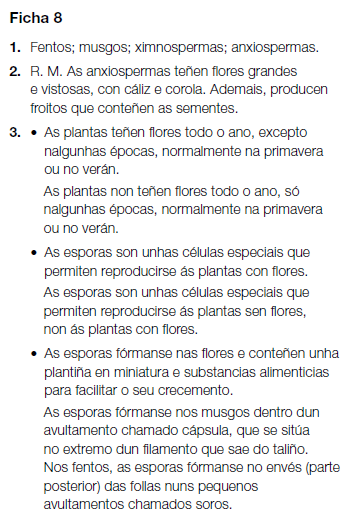 Ficha 8
1. Fentos; musgos; ximnospermas; anxiospermas.
2. R. M. As anxiospermas teñen flores grandes
e vistosas, con cáliz e corola. Ademais, producen
froitos que conteñen as sementes.
3. • As plantas teñen flores todo o ano, excepto
nalgunhas épocas, normalmente na primavera
ou no verán.
As plantas non teñen flores todo o ano, só
nalgunhas épocas, normalmente na primavera
ou no verán.
• As esporas son unhas células especiais que
permiten reproducirse ás plantas con flores.
As esporas son unhas células especiais que
permiten reproducirse ás plantas sen flores,
non ás plantas con flores.
• As esporas fórmanse nas flores e conteñen unha
plantiña en miniatura e substancias alimenticias
para facilitar o seu crecemento.
As esporas fórmanse nos musgos dentro dun
avultamento chamado cápsula, que se sitúa
no extremo dun filamento que sae do taliño.
Nos fentos, as esporas fórmanse no envés (parte
posterior) das follas nuns pequenos
avultamentos chamados soros.